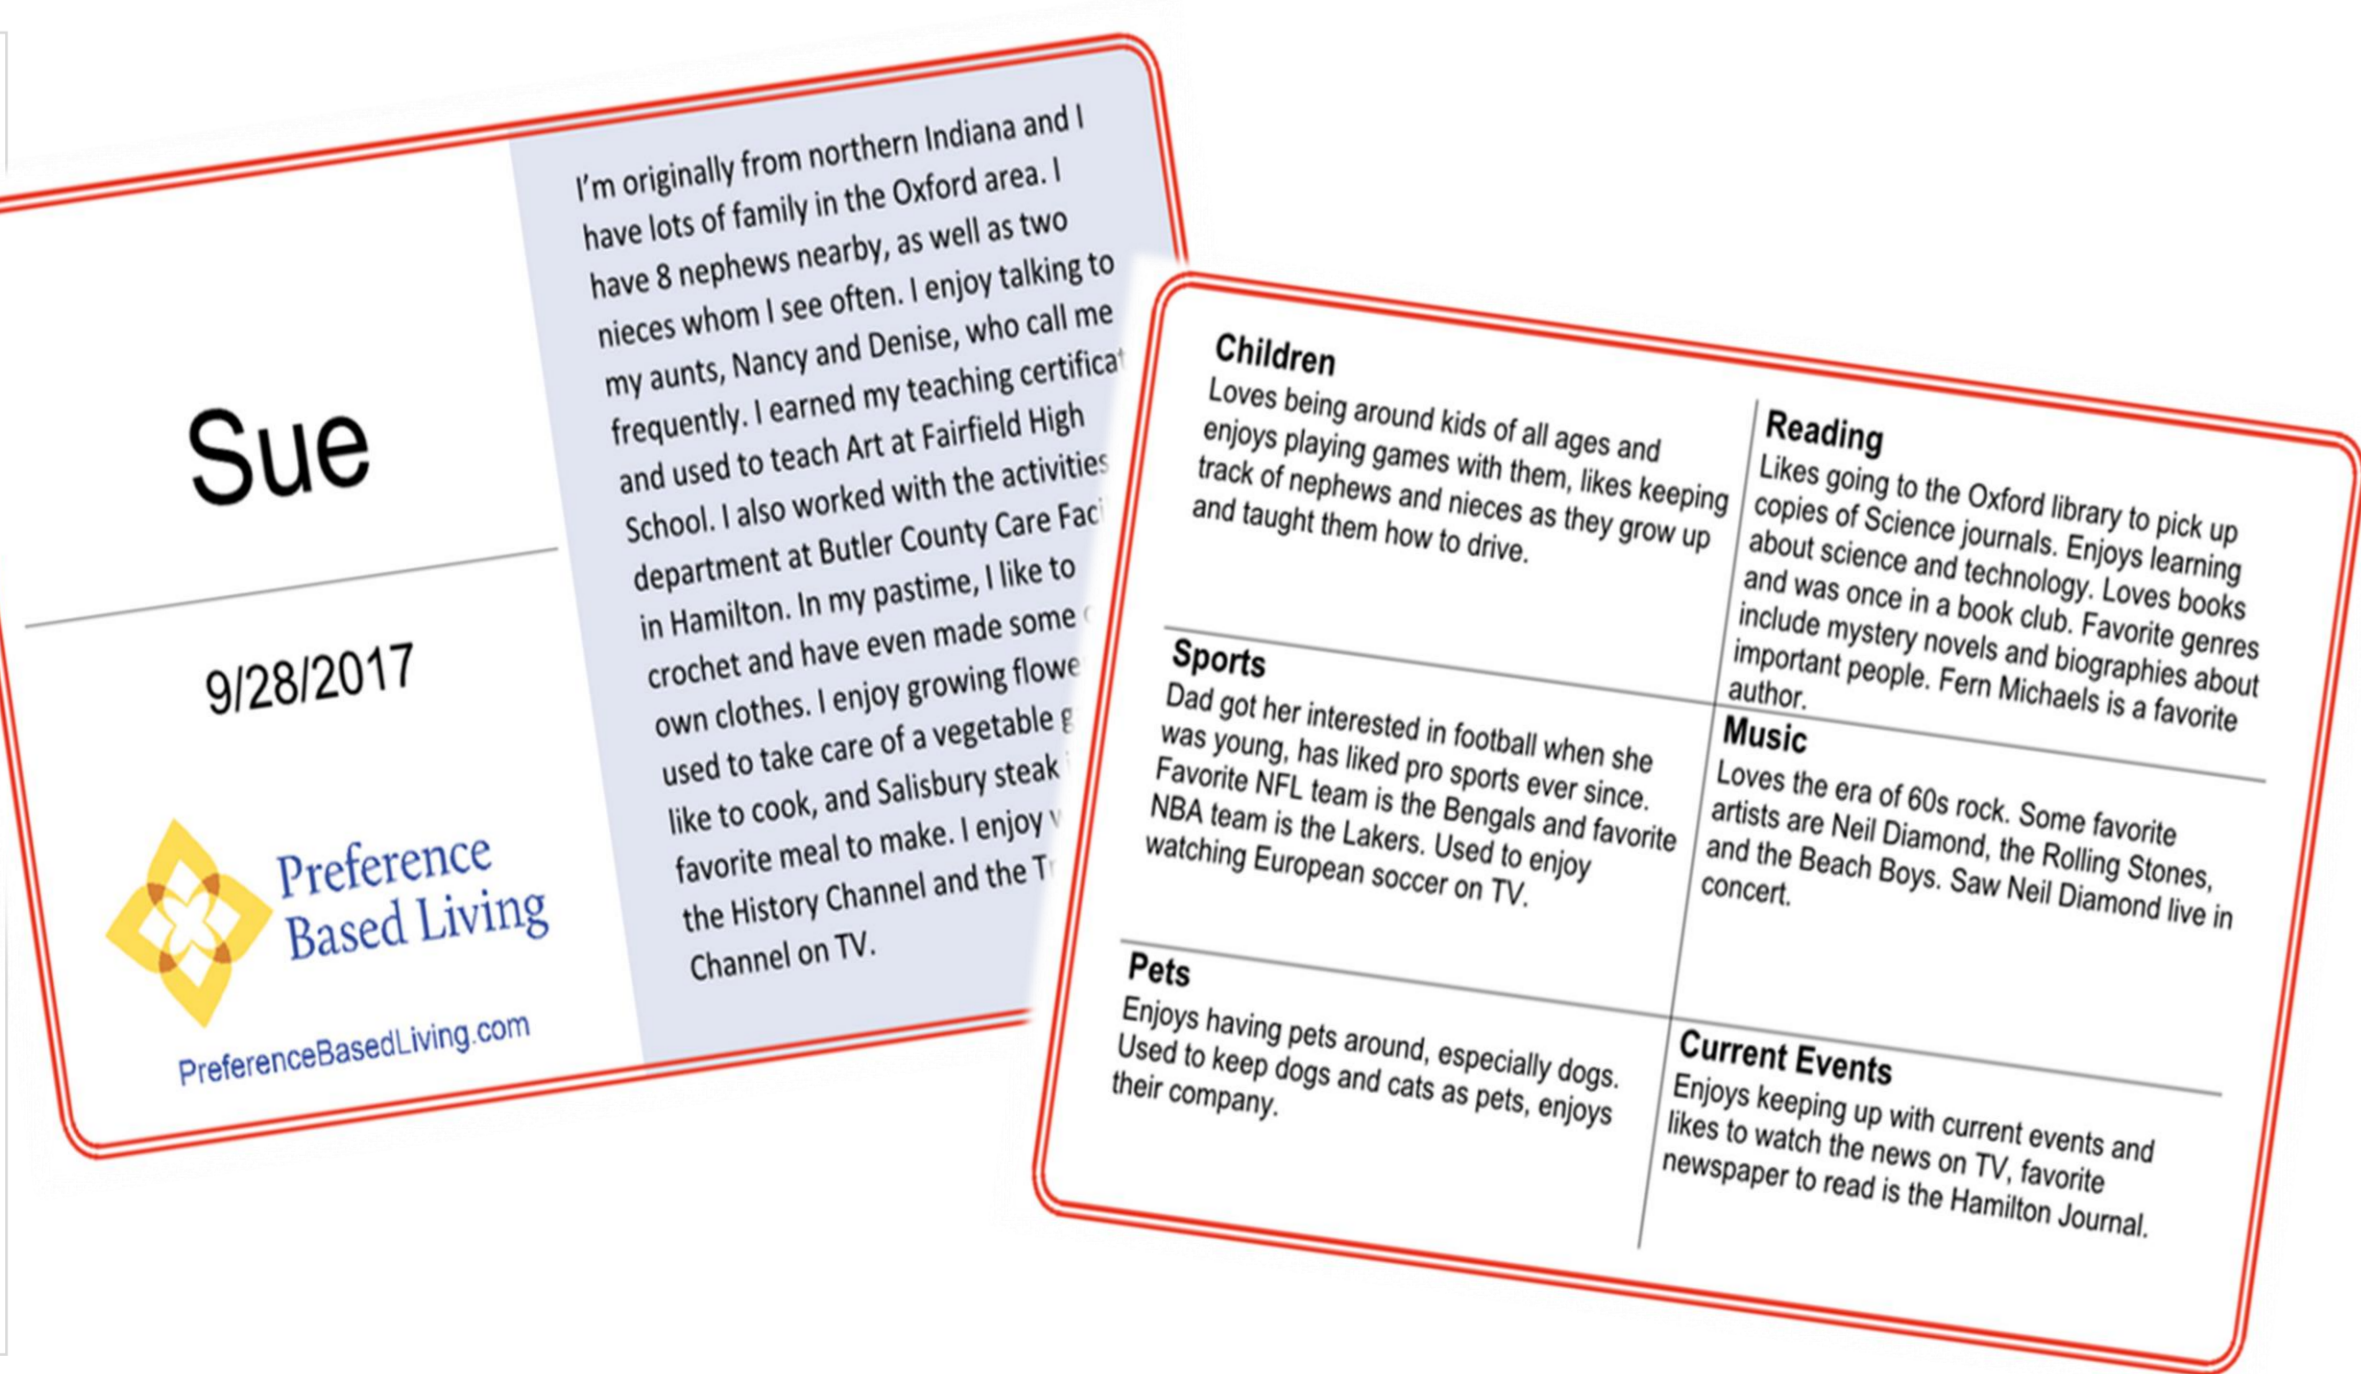 Sue
9/28/2017
Preference
Based Living
PreferenceBasedLiving.com
I'm originally from northern Indiana and I
have lots of family in the Oxford area. I
have 8 nephews nearby, as well as two
nieces whom I see often. I enjoy talking to
my aunts, Nancy and Denise, who call me
frequently. I earned my teaching
and used to teach Art at Fairfield High
School. I also worked with the activities
department at Butler County Care
in Hamilton. In my pastime, I like to
crochet and have even made some
own clothes. I enjoy growing
used to take care of a vegetable
like to cook, and Salisbury steak
favorite meal to make. I enjoy
the History Channel and the
Channel on TV.
Children
Loves being around kids of all ages and
enjoys playing games with them, likes keeping
track of nephews and nieces as they grow up
and taught them how to drive.
Reading
Likes going to the Oxford library to pick up
copies of Science journals. Enjoys learning
about science and technology. Loves books
and was once in a book club. Favorite genres
include mystery novels and biographies about
important people. Fern Michaels is a favorite
author.
Sports
Dad got her interested in football when she
was young, has liked pro sports ever since.
Favorite NFL team is the Bengals and favorite
NBA team is the Lakers. Used to enjoy
watching European soccer on TV.
Music
Loves the era of 60s rock. Some favorite
artists are Neil Diamond, the Rolling Stones,
and the Beach Boys. Saw Neil Diamond live in
concert.
Pets
Enjoys having pets around, especially dogs.
Used to keep dogs and cats as pets, enjoys
their company.
Current Events
Enjoys keeping up with current events and
likes to watch the news on TV, favorite
newspaper to read is the Hamilton Journal.